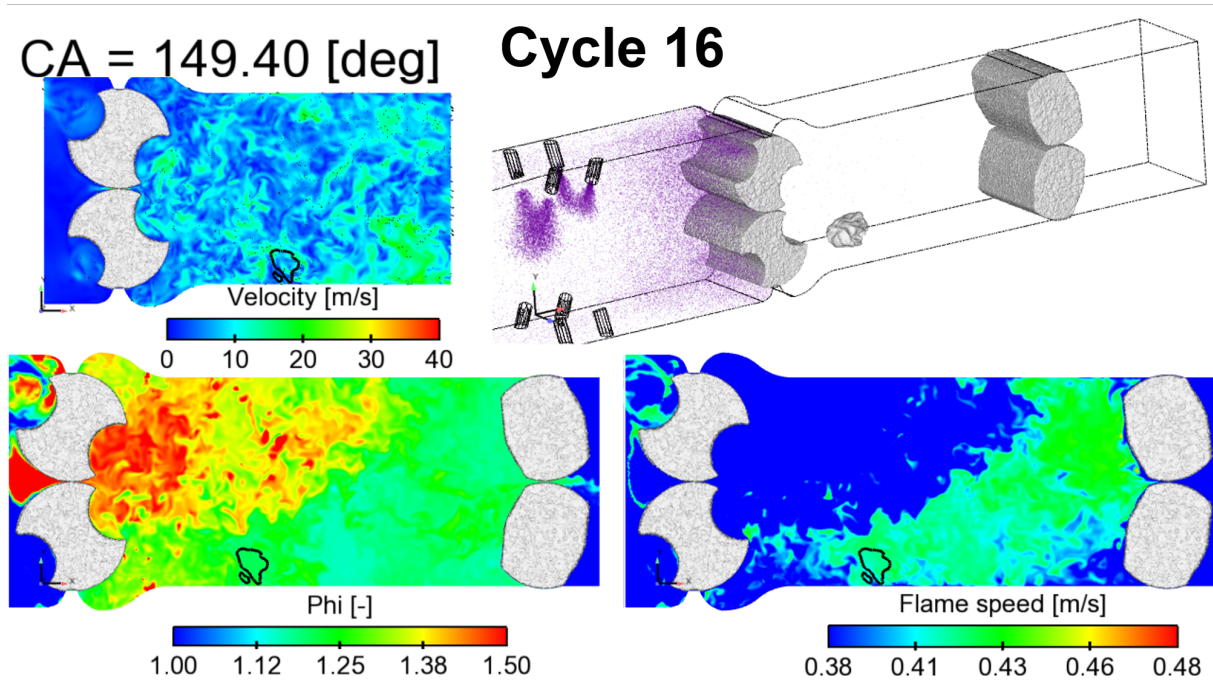 CA = 149.40 [deg]
Cycle 16
Velocity [m/s]
0 10 20 30 40
Y
X
Y
Phi [-]
1.00 1.12 1.25 1.38 1.50
X
Flame speed [m/s]
0.38 0.41 0.43 0.46 0.48
X